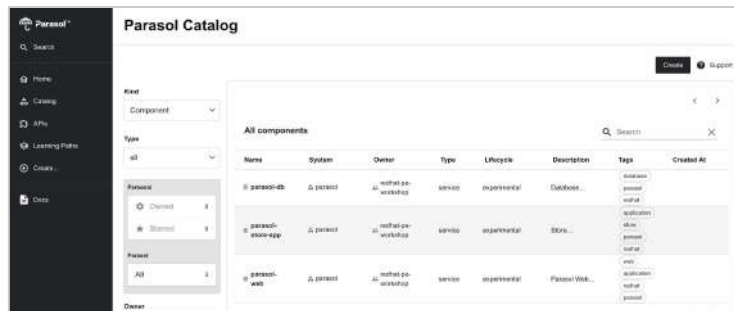 Parasol™
Search
Home
Catalog
APIs
Learning Paths
Create...
Docs
Parasol Catalog
Create
Support
Kind
Component
Type
all
Personal
Owned
Starred
Parasol
All
Owner
All components
Search
Name System Owner Type Lifecycle Description Tags Created At
parasol-db parasol redhat-pe-workshop service experimental Database... database parasol redhat
parasol-store-app parasol redhat-pe-workshop service experimental Store... application store parasol redhat
parasol-web parasol redhat-pe-workshop service experimental Parasol Web... web application redhat parasol